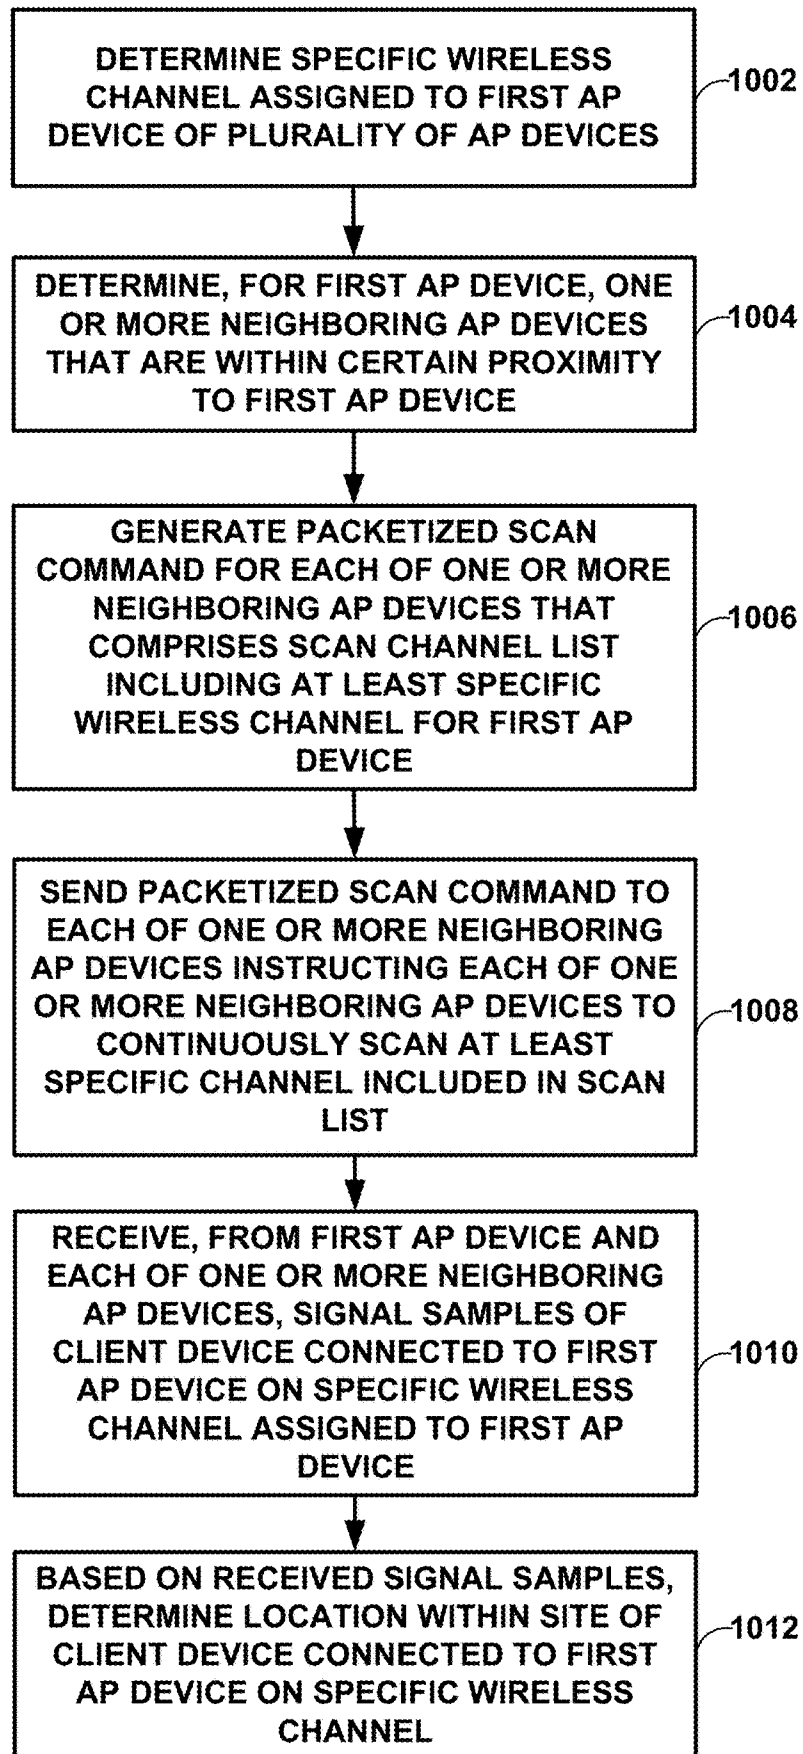 DETERMINE SPECIFIC WIRELESS
CHANNEL ASSIGNED TO FIRST AP
DEVICE OF PLURALITY OF AP DEVICES
1002
DETERMINE, FOR FIRST AP DEVICE, ONE
OR MORE NEIGHBORING AP DEVICES
THAT ARE WITHIN CERTAIN PROXIMITY
TO FIRST AP DEVICE
1004
GENERATE PACKETIZED SCAN
COMMAND FOR EACH OF ONE OR MORE
NEIGHBORING AP DEVICES THAT
COMPRISES SCAN CHANNEL LIST
INCLUDING AT LEAST SPECIFIC
WIRELESS CHANNEL FOR FIRST AP
DEVICE
1006
SEND PACKETIZED SCAN COMMAND TO
EACH OF ONE OR MORE NEIGHBORING
AP DEVICES INSTRUCTING EACH OF ONE
OR MORE NEIGHBORING AP DEVICES TO
CONTINUOUSLY SCAN AT LEAST
SPECIFIC CHANNEL INCLUDED IN SCAN
LIST
1008
RECEIVE, FROM FIRST AP DEVICE AND
EACH OF ONE OR MORE NEIGHBORING
AP DEVICES, SIGNAL SAMPLES OF
CLIENT DEVICE CONNECTED TO FIRST
AP DEVICE ON SPECIFIC WIRELESS
CHANNEL ASSIGNED TO FIRST AP
DEVICE
1010
BASED ON RECEIVED SIGNAL SAMPLES,
DETERMINE LOCATION WITHIN SITE OF
CLIENT DEVICE CONNECTED TO FIRST
AP DEVICE ON SPECIFIC WIRELESS
CHANNEL
1012